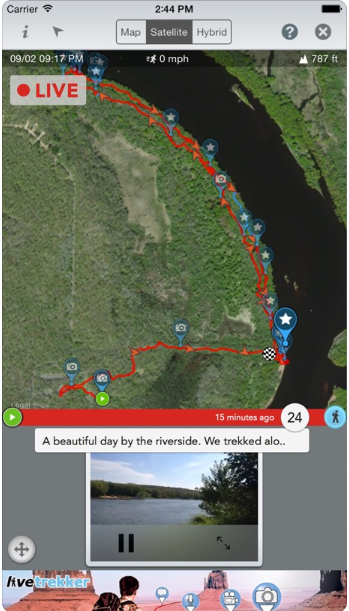 Carrier 2:44 PM
i Map Satellite Hybrid ?
09/02 09:17 PM 0 mph 787 ft
LIVE
Legal
15 minutes ago 24
A beautiful day by the riverside. We trekked alo..
livetrekker